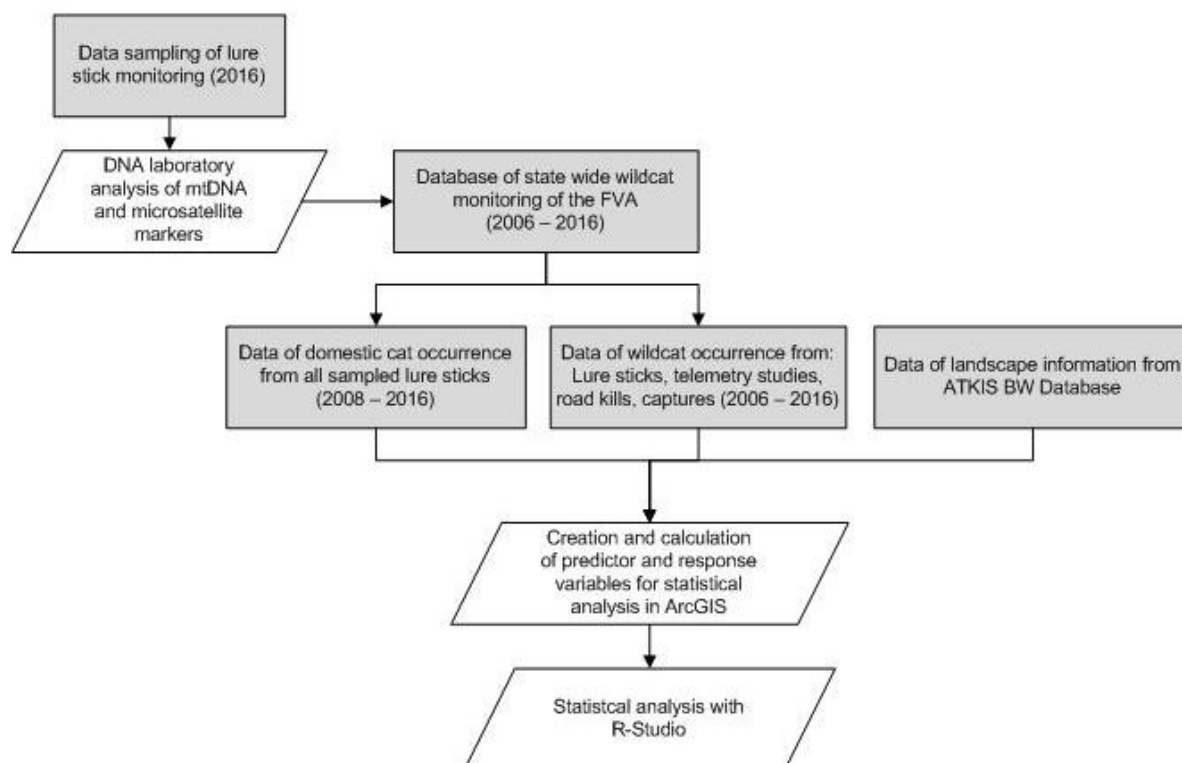 Data sampling of lure
stick monitoring (2016)
DNA laboratory
analysis of mtDNA
and microsatellite
markers
Database of state wide wildcat
monitoring of the FVA
(2006 – 2016)
Data of domestic cat occurrence
from all sampled lure sticks
(2008 – 2016)
Data of wildcat occurrence from:
Lure sticks, telemetry studies,
road kills, captures (2006 – 2016)
Data of landscape information from
ATKIS BW Database
Creation and calculation
of predictor and response
variables for statistical
analysis in ArcGIS
Statistcal analysis with
R-Studio